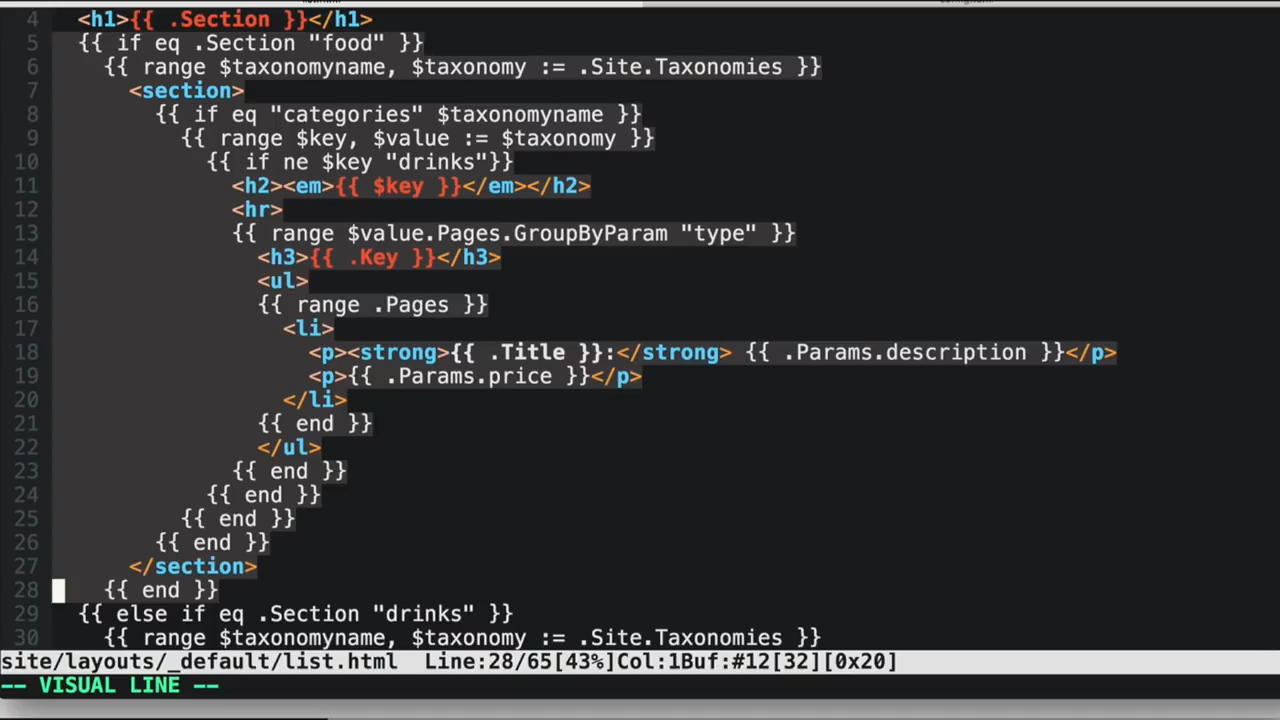 4   <h1>{{ .Section }}</h1>
5   {{ if eq .Section "food" }}
6     {{ range $taxonomyname, $taxonomy := .Site.Taxonomies }}
7       <section>
8         {{ if eq "categories" $taxonomyname }}
9           {{ range $key, $value := $taxonomy }}
10             {{ if ne $key "drinks"}}
11               <h2><em>{{ $key }}</em></h2>
12               <hr>
13               {{ range $value.Pages.GroupByParam "type" }}
14                 <h3>{{ .Key }}</h3>
15                 <ul>
16                 {{ range .Pages }}
17                   <li>
18                     <p><strong>{{ .Title }}:</strong> {{ .Params.description }}</p>
19                     <p>{{ .Params.price }}</p>
20                   </li>
21                 {{ end }}
22                 </ul>
23               {{ end }}
24             {{ end }}
25           {{ end }}
26         {{ end }}
27       </section>
28     {{ end }}
29   {{ else if eq .Section "drinks" }}
30     {{ range $taxonomyname, $taxonomy := .Site.Taxonomies }}
site/layouts/_default/list.html  Line:28/65[43%]Col:1Buf:#12[32][0x20]
-- VISUAL LINE --